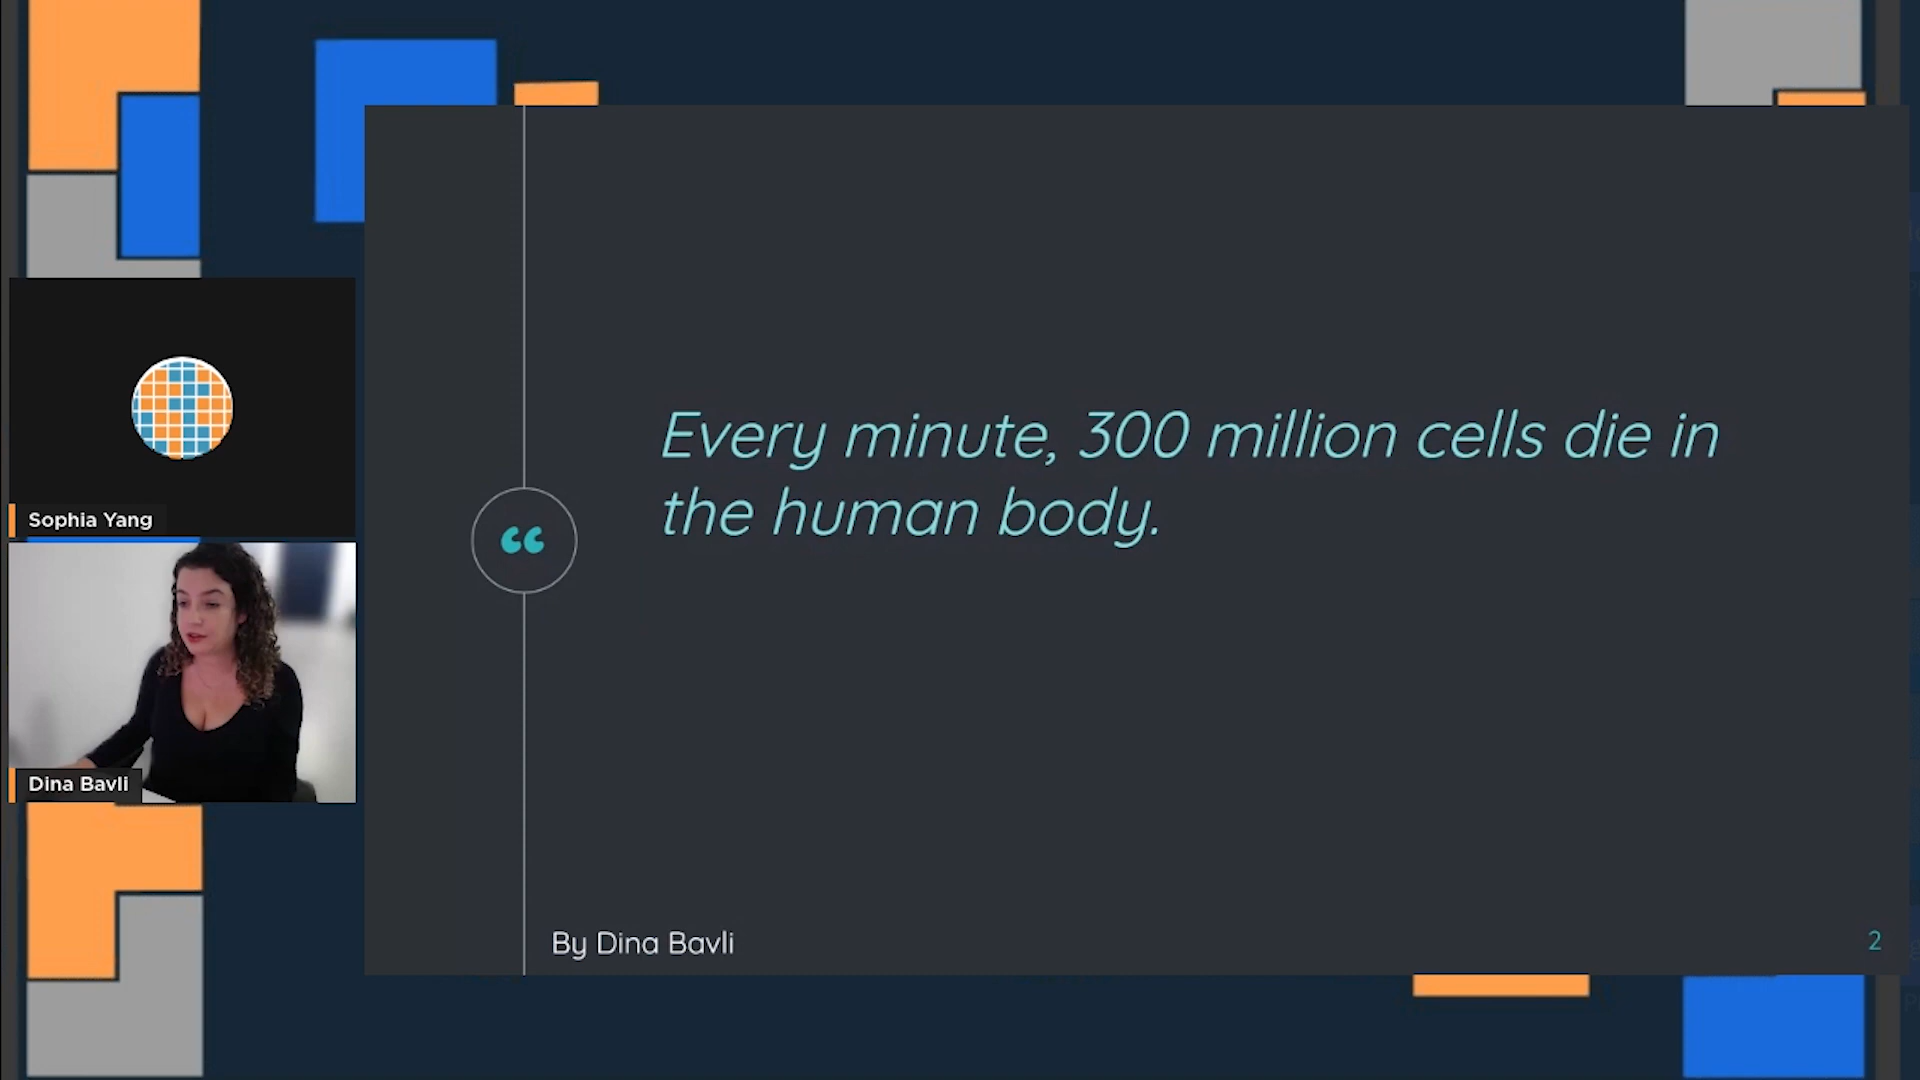 Sophia Yang
Dina Bavli
“
Every minute, 300 million cells die in
the human body.
By Dina Bavli
2